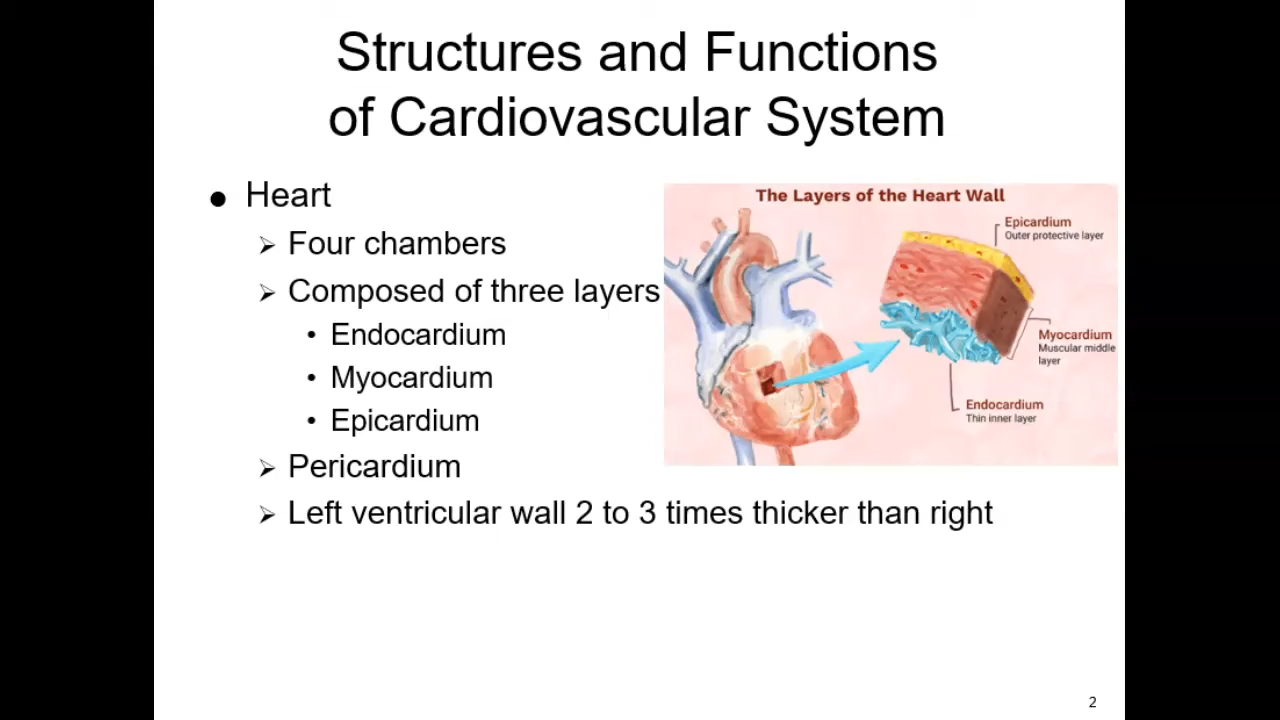 Structures and Functions
of Cardiovascular System
● Heart
➢ Four chambers
➢ Composed of three layers
• Endocardium
• Myocardium
• Epicardium
➢ Pericardium
➢ Left ventricular wall 2 to 3 times thicker than right
The Layers of the Heart Wall
Epicardium
Outer protective layer
Myocardium
Muscular middle
layer
Endocardium
Thin inner layer
2